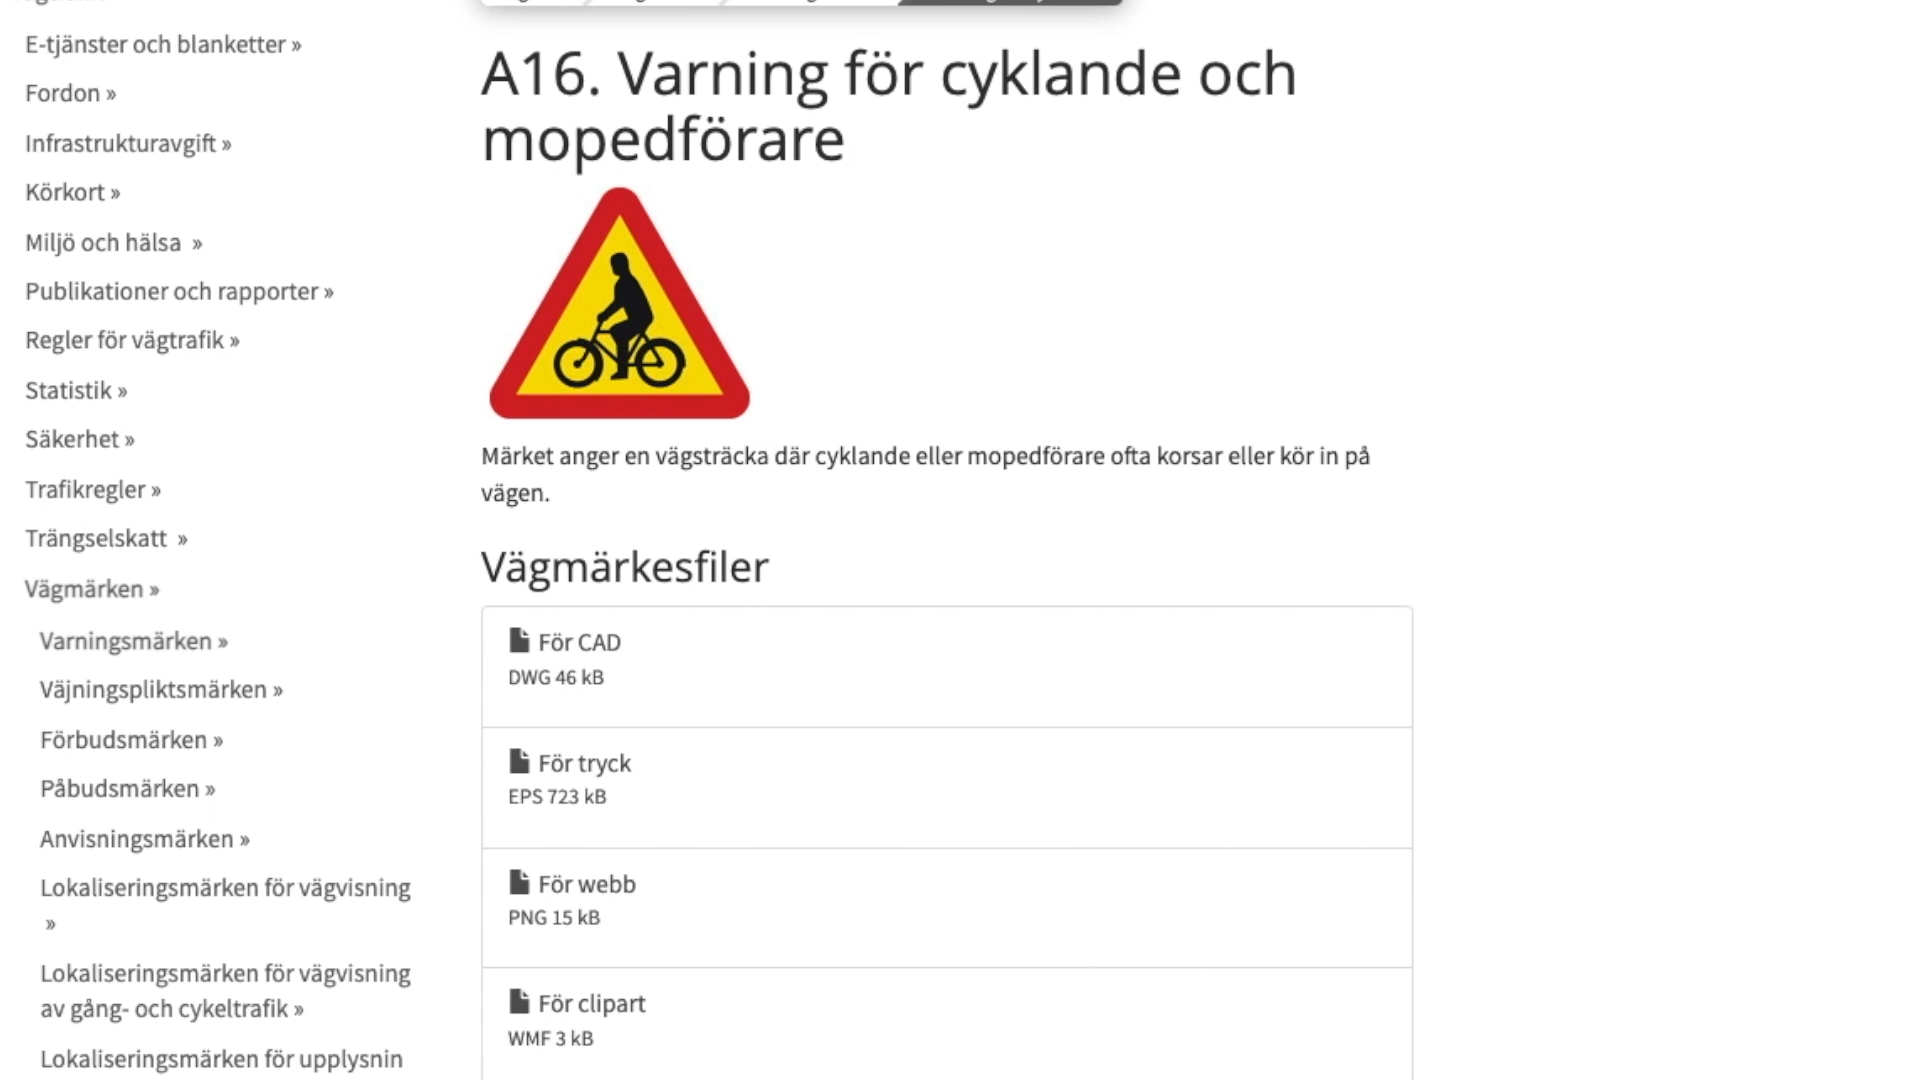 E-tjänster och blanketter »
Fordon »
Infrastrukturavgift »
Körkort »
Miljö och hälsa »
Publikationer och rapporter »
Regler för vägtrafik »
Statistik »
Säkerhet »
Trafikregler »
Trängselskatt »
Vägmärken »
Varningsmärken »
Väjningspliktsmärken »
Förbudsmärken »
Påbudsmärken »
Anvisningsmärken »
Lokaliseringsmärken för vägvisning
»
Lokaliseringsmärken för vägvisning
av gång- och cykeltrafik »
Lokaliseringsmärken för upplysnin
A16. Varning för cyklande och
mopedförare
Märket anger en vägsträcka där cyklande eller mopedförare ofta korsar eller kör in på
vägen.
Vägmärkesfiler
För CAD
DWG 46 kB
För tryck
EPS 723 kB
För webb
PNG 15 kB
För clipart
WMF 3 kB